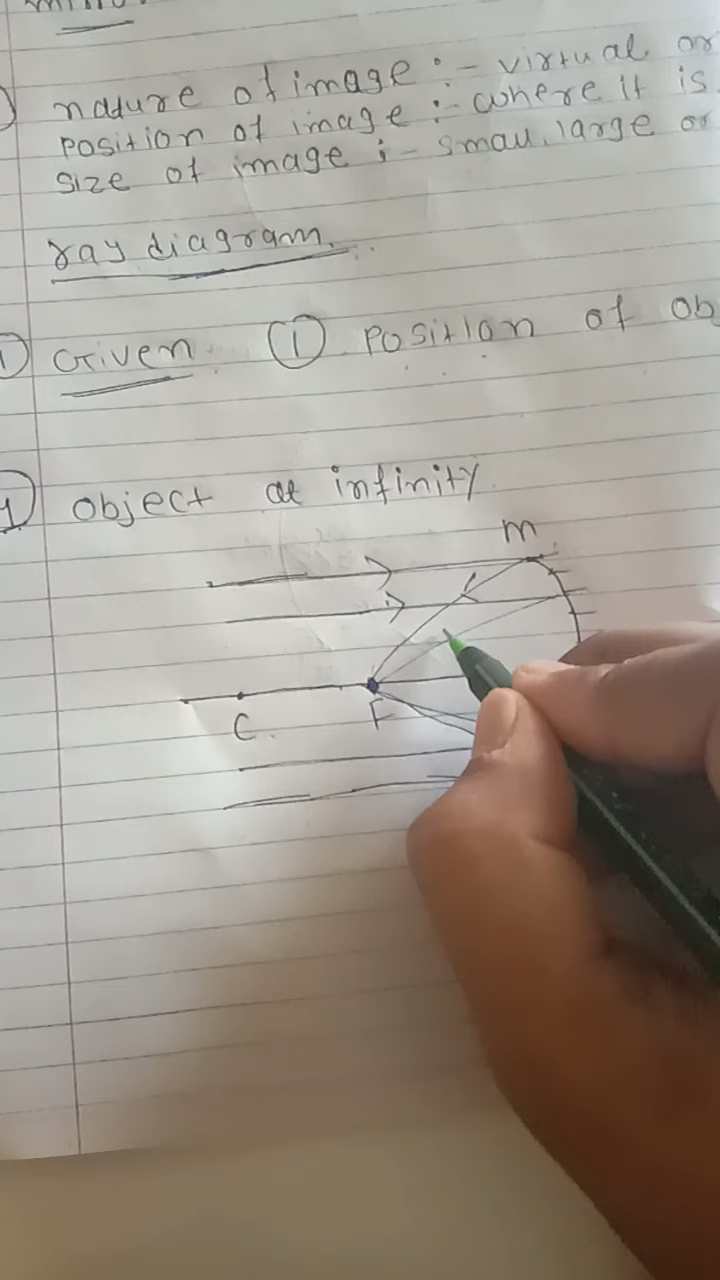 nature of image :- virtual or
Position of image :- where it is
size of image :- small, large or
ray diagram.
Given ① Position of Ob
1 Object at infinity
M
C F